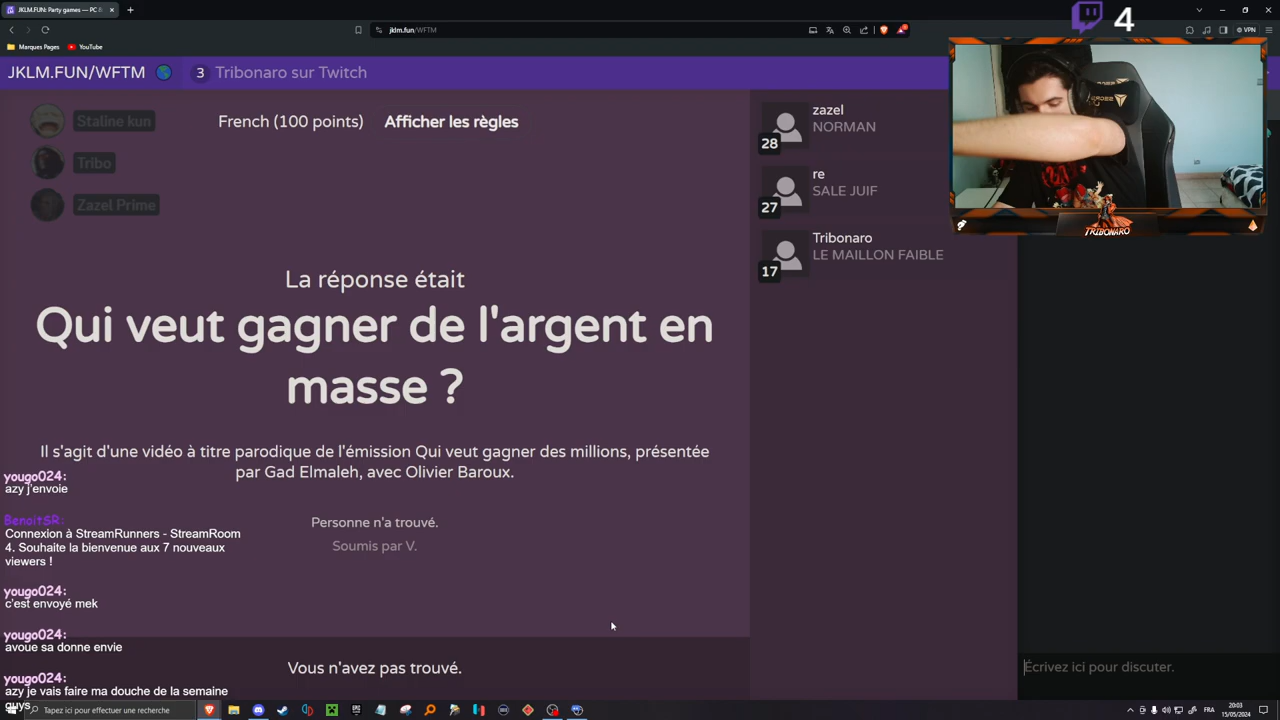 JKLM.FUN: Party games — PC B
jklm.fun/WFTM
VPN
Marques Pages
YouTube
4
JKLM.FUN/WFTM
3
Tribonaro sur Twitch
Staline kun
Tribo
Zazel Prime
French (100 points)
Afficher les règles
La réponse était
Qui veut gagner de l'argent en
masse ?
Il s'agit d'une vidéo à titre parodique de l'émission Qui veut gagner des millions, présentée
par Gad Elmaleh, avec Olivier Baroux.
Personne n'a trouvé.
Soumis par V.
Vous n'avez pas trouvé.
zazel
NORMAN
28
re
SALE JUIF
27
Tribonaro
LE MAILLON FAIBLE
17
TRIBONARO
yougo024:
azy j'envoie
BenoitSR:
Connexion à StreamRunners - StreamRoom
4. Souhaite la bienvenue aux 7 nouveaux
viewers !
yougo024:
c'est envoyé mek
yougo024:
avoue sa donne envie
yougo024:
azy je vais faire ma douche de la semaine
guys
Écrivez ici pour discuter.
Tapez ici pour effectuer une recherche
FRA
20:03
15/05/2024